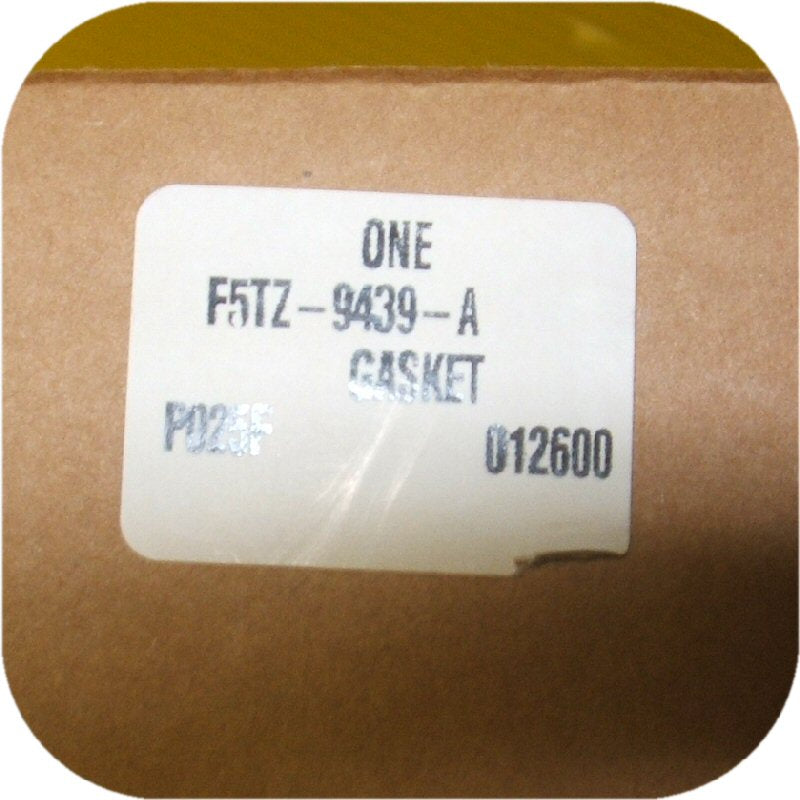 ONE
F5TZ-9439-A
GASKET
P025F
012600